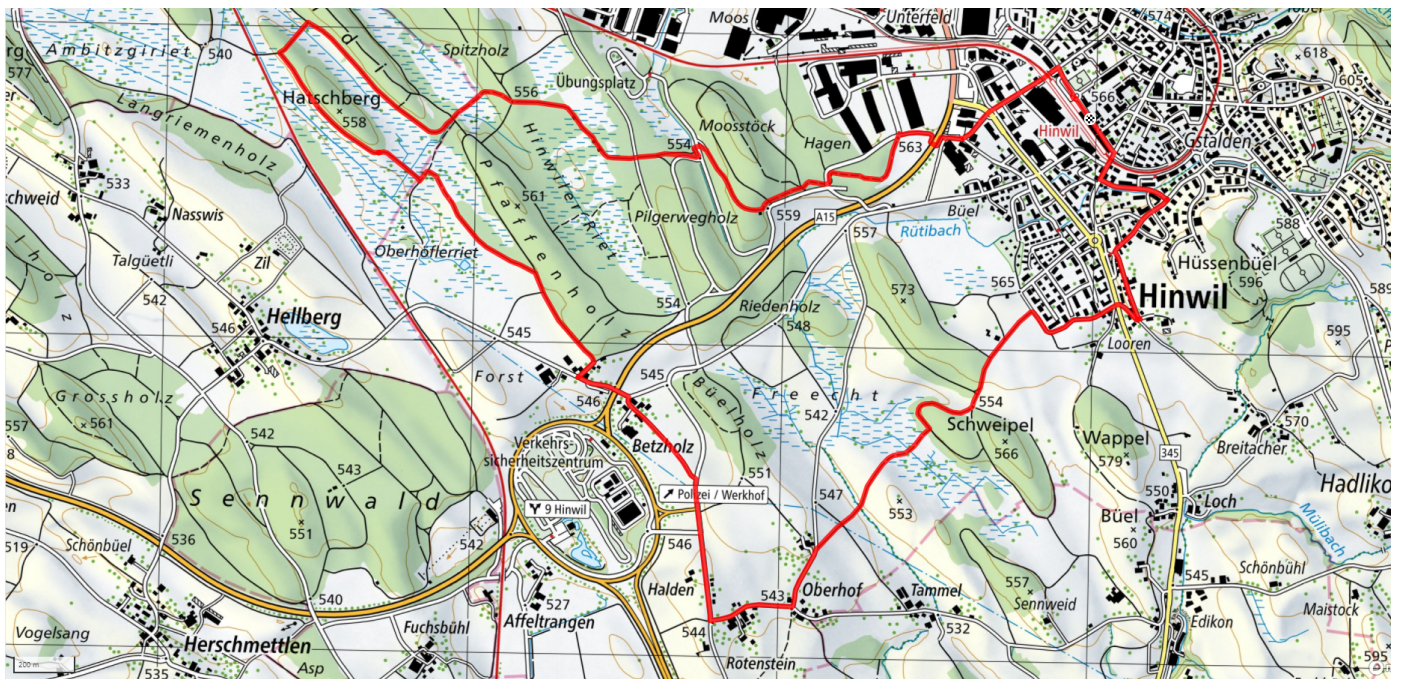 Moos
Unterfeld
574
Tobel
Ambitzgiriet
540
di
Spitzholz
618
577
Übungsplatz
605
Hatschberg
558
556
566
Langriemenholz
Moosstöck
Hinwil
Hagen
563
Gstalden
554
Hinwilerriet
533
Pfaffenholz
561
Nasswis
Pilgerwegholz
559
A15
Büel
588
Rütibach
557
Oberhöflerriet
Zil
Talgüetli
Hüssenbüel
596
lholz
542
573
565
589
Hinwil
554
Riedenholz
Hellberg
546
548
545
595
Looren
Forst
545
Grossholz
546
Büelholz
Freecht
554
561
542
Schweipel
566
Wappel
579
570
557
542
Breitacher
Verkehrs-
sicherheitszentrum
Betzholz
345
543
551
Polizei / Werkhof
Hadliko
Sennwald
547
550
Loch
551
9 Hinwil
553
Büel
560
Mülibach
519
Schönbüel
536
542
546
557
Schönbühl
545
527
Halden
543
Oberhof
Tammel
Sennweid
Maistock
540
Affeltrangen
544
532
Edikon
Vogelsang
Herschmettlen
Fuchsbühl
Asp
Rotenstein
595
200 m
535